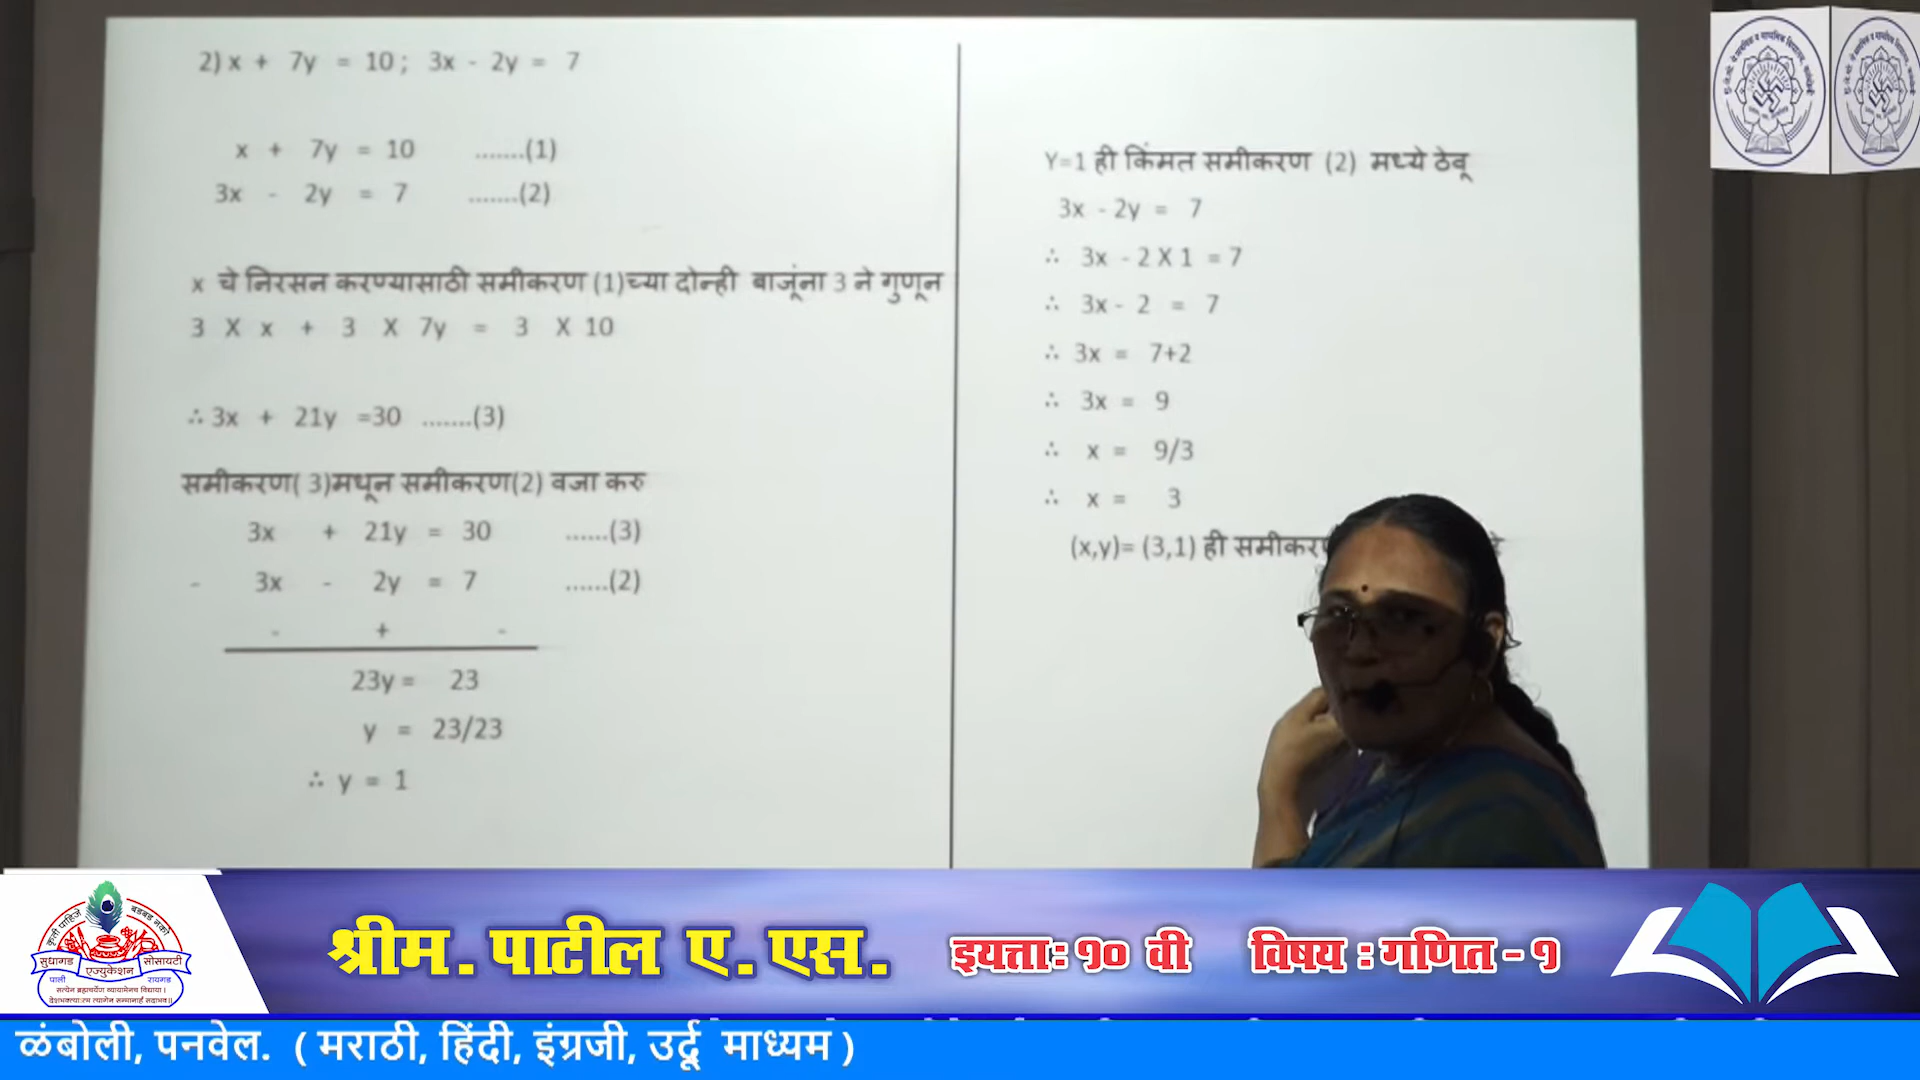 2) x + 7y = 10 ; 3x - 2y = 7
x + 7y = 10 .......(1)
3x - 2y = 7 .......(2)
x चे निरसन करण्यासाठी समीकरण (1)च्या दोन्ही बाजूंना 3 ने गुणून
3 X x + 3 X 7y = 3 X 10
∴ 3x + 21y =30 .......(3)
समीकरण( 3)मधून समीकरण(2) वजा करु
3x + 21y = 30 ......(3)
- 3x - 2y = 7 ......(2)
- + -
23y = 23
y = 23/23
∴ y = 1
Y=1 ही किंमत समीकरण (2) मध्ये ठेवू
3x - 2y = 7
∴ 3x - 2 X 1 = 7
∴ 3x - 2 = 7
∴ 3x = 7+2
∴ 3x = 9
∴ x = 9/3
∴ x = 3
(x,y)= (3,1) ही
कृती पाहिजे बडबड नको
सुधागड एज्युकेशन सोसायटी
पाली रायगड
श्रीम. पाटील ए. एस. इयत्ता: १० वी विषय : गणित - १
ळंबोली, पनवेल. ( मराठी, हिंदी, इंग्रजी, उर्दू माध्यम )